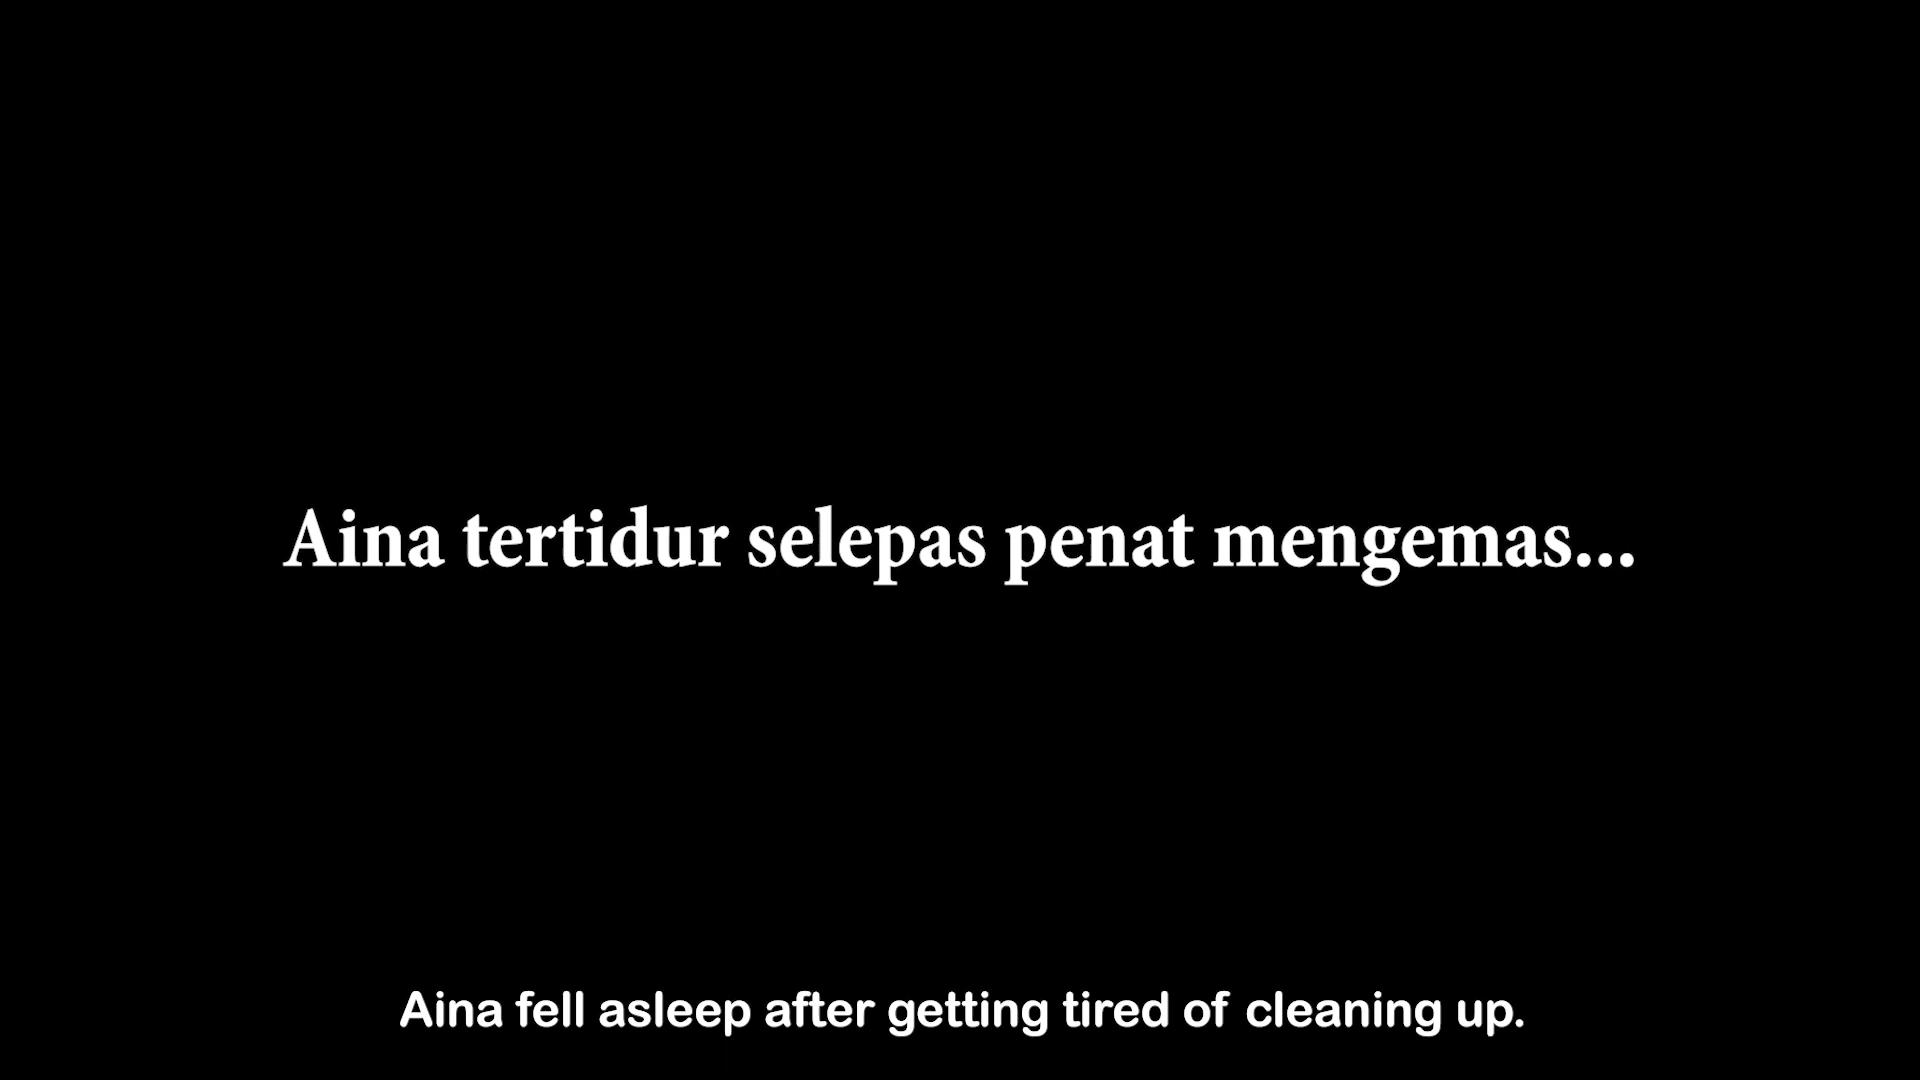 Aina tertidur selepas penat mengemas...
Aina fell asleep after getting tired of cleaning up.